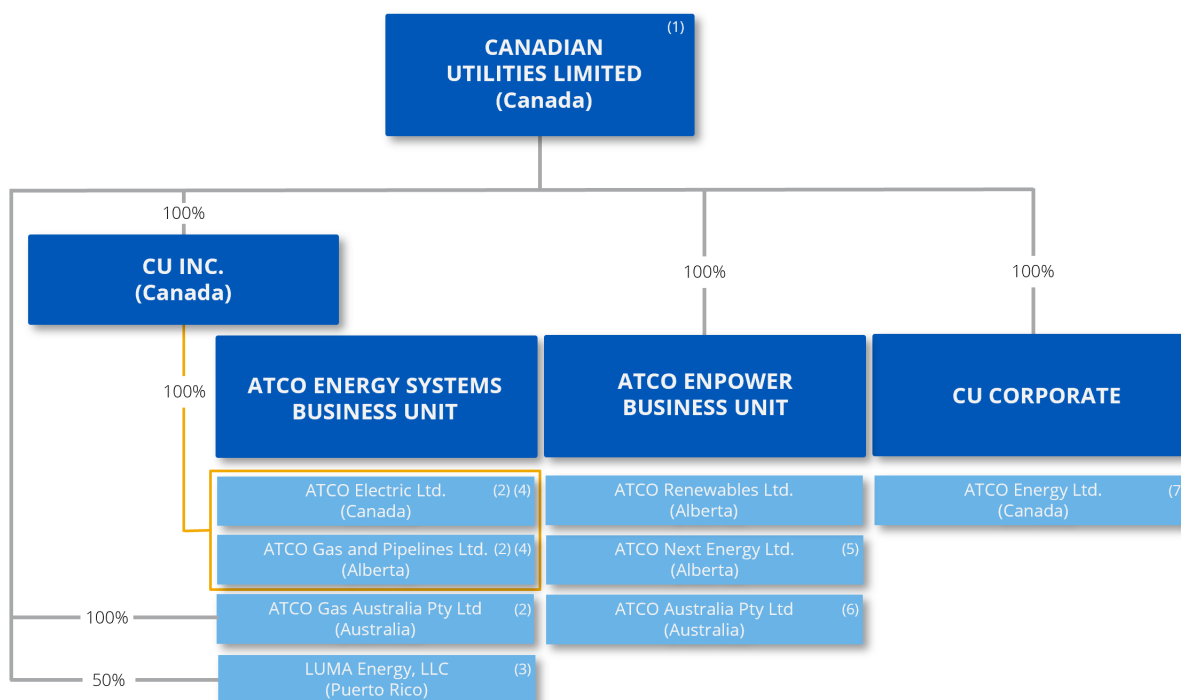 (1)
CANADIAN
UTILITIES LIMITED
(Canada)
100%
CU INC.
(Canada)
100%
100%
100%
ATCO ENERGY SYSTEMS
BUSINESS UNIT
ATCO ENPOWER
BUSINESS UNIT
CU CORPORATE
ATCO Electric Ltd. (2) (4)
(Canada)
ATCO Renewables Ltd.
(Alberta)
ATCO Energy Ltd. (7
(Canada)
ATCO Gas and Pipelines Ltd. (2) (4)
(Alberta)
ATCO Next Energy Ltd. (5)
(Alberta)
100%
ATCO Gas Australia Pty Ltd (2)
(Australia)
ATCO Australia Pty Ltd (6)
(Australia)
50%
LUMA Energy, LLC (3)
(Puerto Rico)